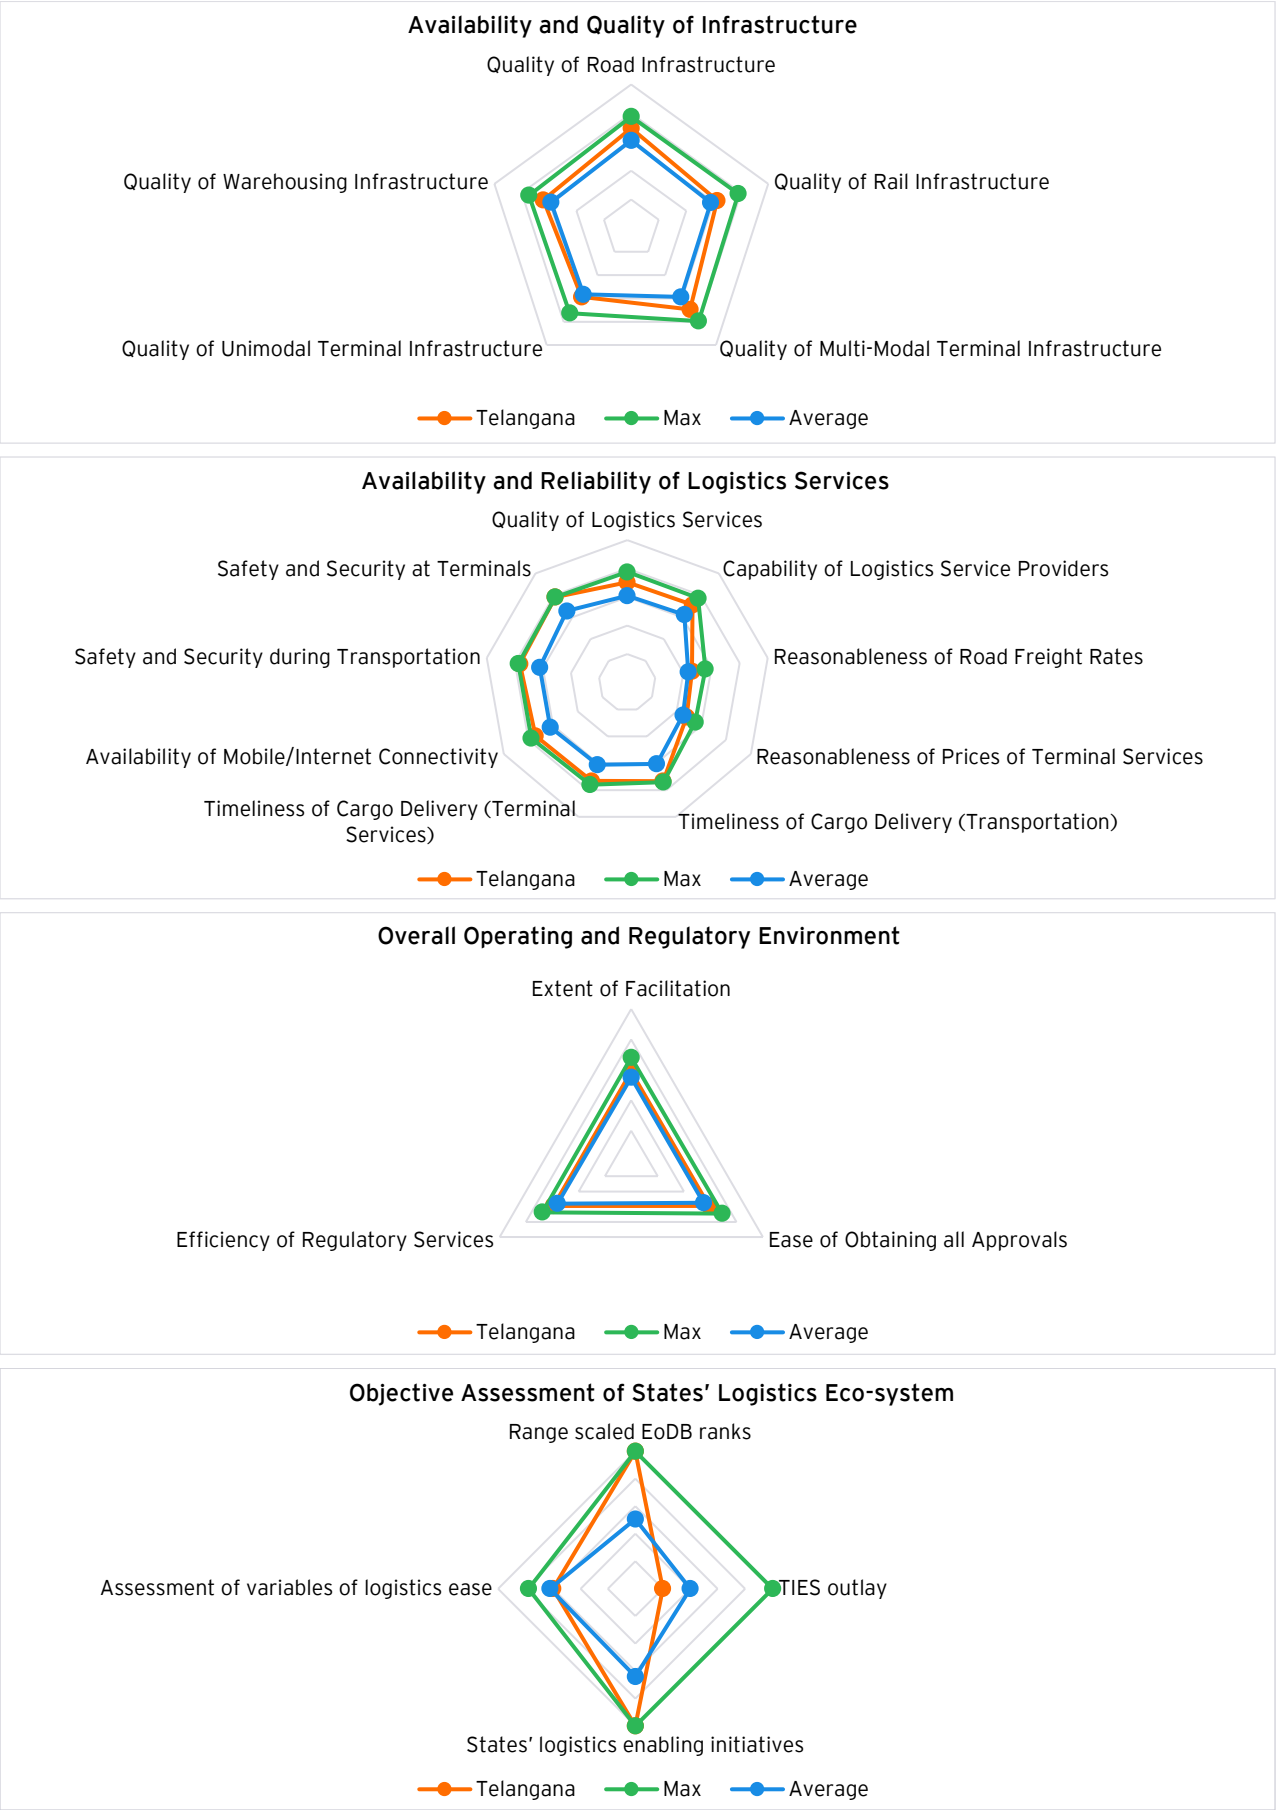 Availability and Quality of Infrastructure
Quality of Road Infrastructure
Quality of Warehousing Infrastructure
Quality of Rail Infrastructure
Quality of Unimodal Terminal Infrastructure
Quality of Multi-Modal Terminal Infrastructure
Telangana Max Average
Availability and Reliability of Logistics Services
Quality of Logistics Services
Safety and Security at Terminals
Capability of Logistics Service Providers
Safety and Security during Transportation
Reasonableness of Road Freight Rates
Availability of Mobile/Internet Connectivity
Reasonableness of Prices of Terminal Services
Timeliness of Cargo Delivery (Terminal
Services)
Timeliness of Cargo Delivery (Transportation)
Telangana Max Average
Overall Operating and Regulatory Environment
Extent of Facilitation
Efficiency of Regulatory Services
Ease of Obtaining all Approvals
Telangana Max Average
Objective Assessment of States’ Logistics Eco-system
Range scaled EoDB ranks
Assessment of variables of logistics ease
TIES outlay
States’ logistics enabling initiatives
Telangana Max Average